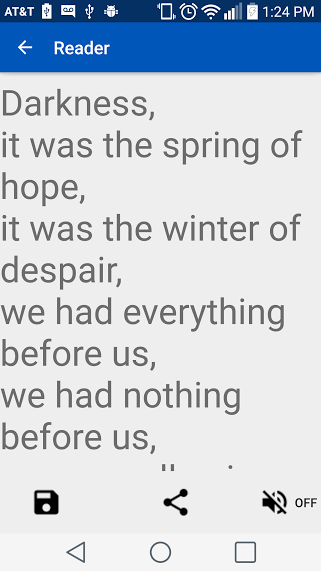 AT&T 1:24 PM
Reader
Darkness,
it was the spring of
hope,
it was the winter of
despair,
we had everything
before us,
we had nothing
before us,
OFF